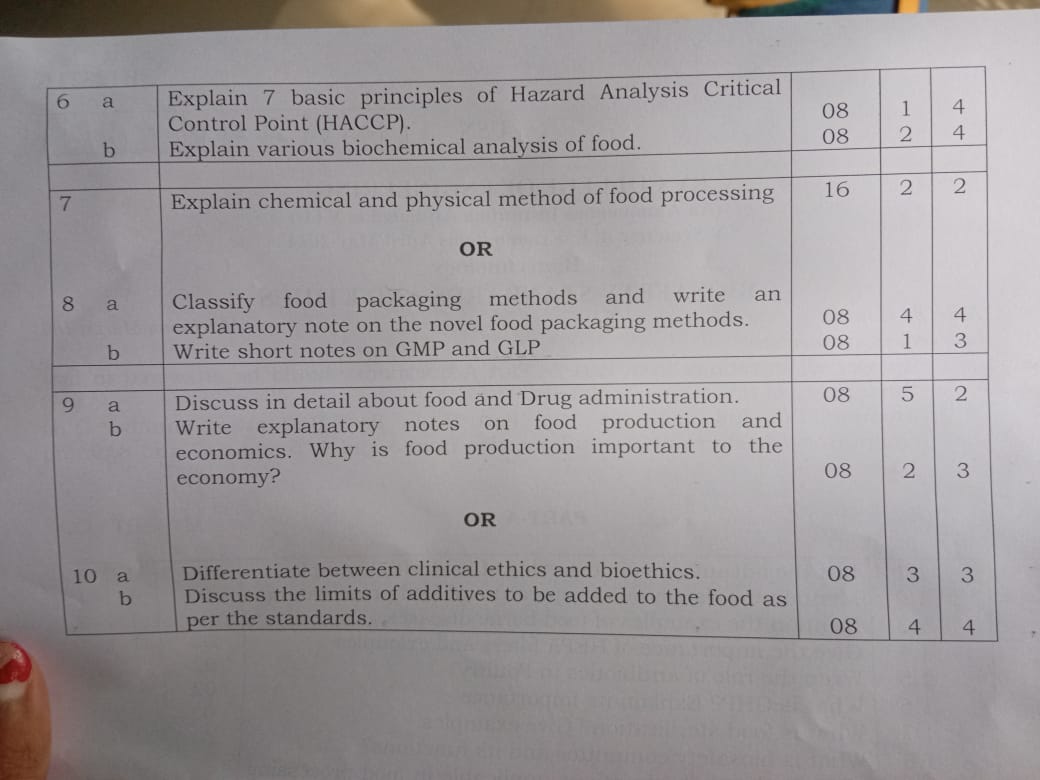 6 a Explain 7 basic principles of Hazard Analysis Critical
Control Point (HACCP). 08 1 4
b Explain various biochemical analysis of food. 08 2 4
7 Explain chemical and physical method of food processing 16 2 2
OR
8 a Classify food packaging methods and write an
explanatory note on the novel food packaging methods. 08 4 4
b Write short notes on GMP and GLP 08 1 3
9 a Discuss in detail about food and Drug administration. 08 5 2
b Write explanatory notes on food production and
economics. Why is food production important to the
economy? 08 2 3
OR
10 a Differentiate between clinical ethics and bioethics. 08 3 3
b Discuss the limits of additives to be added to the food as
per the standards. 08 4 4